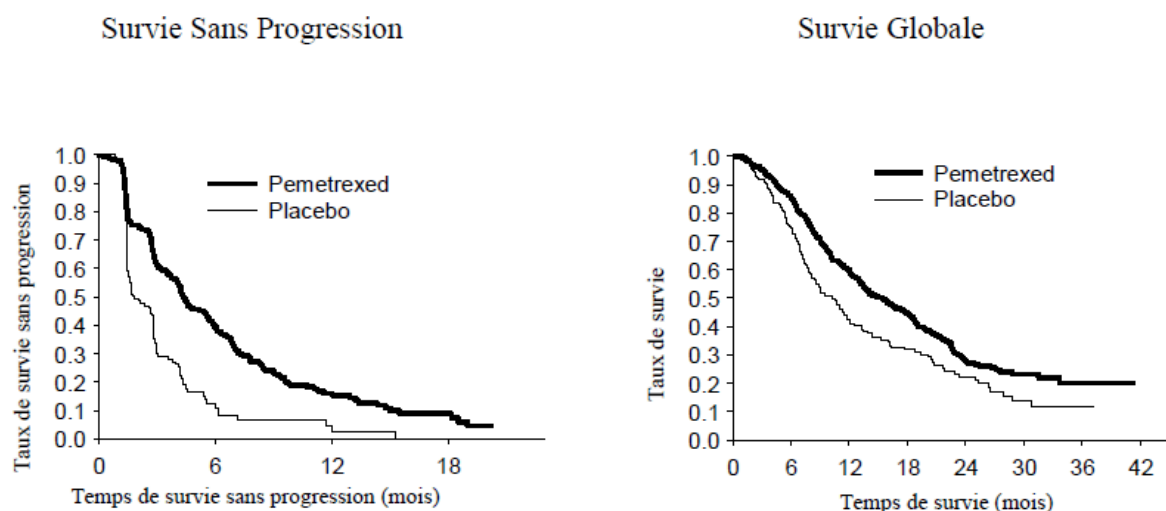 Survie Sans Progression
Taux de survie sans progression
1.0
0.9
0.8
0.7
0.6
0.5
0.4
0.3
0.2
0.1
0.0
Pemetrexed
Placebo
0 6 12 18
Temps de survie sans progression (mois)
Survie Globale
Taux de survie
1.0
0.9
0.8
0.7
0.6
0.5
0.4
0.3
0.2
0.1
0.0
Pemetrexed
Placebo
0 6 12 18 24 30 36 42
Temps de survie (mois)